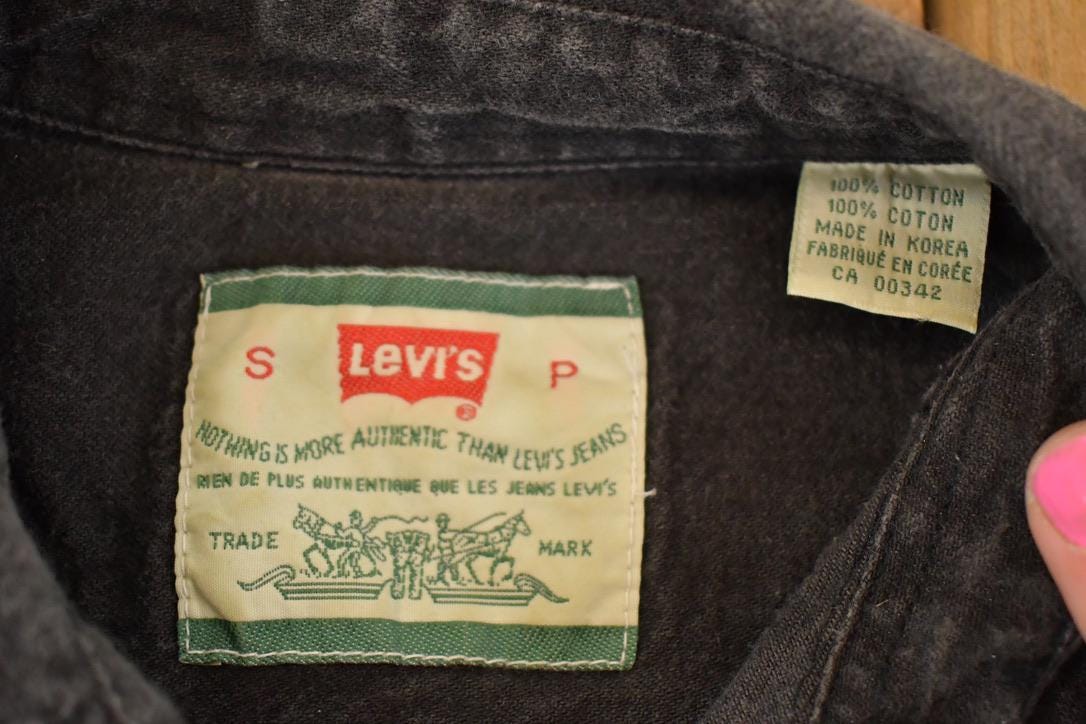 S LEVI'S P
®
NOTHING IS MORE AUTHENTIC THAN LEVI'S JEANS
RIEN DE PLUS AUTHENTIQUE QUE LES JEANS LEVI'S
TRADE MARK
100% COTTON
100% COTON
MADE IN KOREA
FABRIQUÉ EN CORÉE
CA 00342